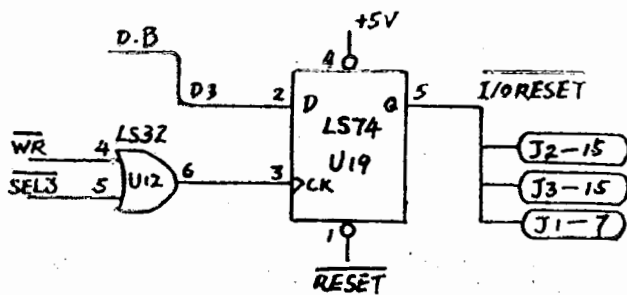 D.B
+5V
4
D3
2
D
Q
5
I/ORESET
LS74
U19
WR
4
LS32
U12
6
3
CK
SEL3
5
J2-15
J3-15
J1-7
1
RESET